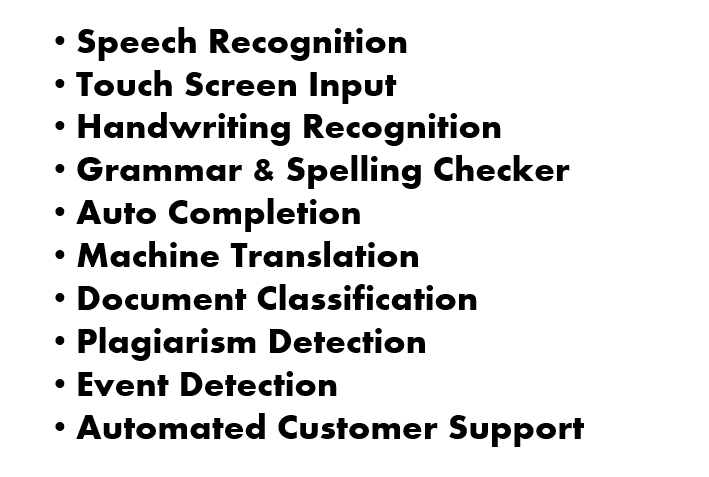 • Speech Recognition
• Touch Screen Input
• Handwriting Recognition
• Grammar & Spelling Checker
• Auto Completion
• Machine Translation
• Document Classification
• Plagiarism Detection
• Event Detection
• Automated Customer Support